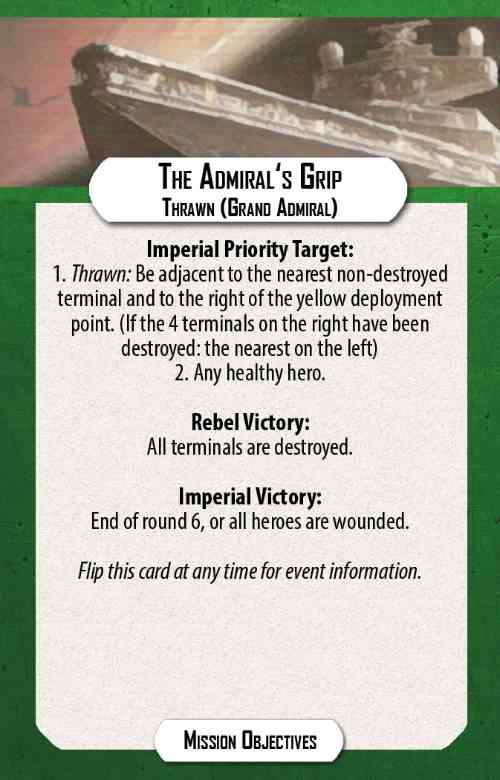 The Admiral‘s Grip
Thrawn (Grand Admiral)
Imperial Priority Target:
1. Thrawn: Be adjacent to the nearest non-destroyed
terminal and to the right of the yellow deployment
point. (If the 4 terminals on the right have been
destroyed: the nearest on the left)
2. Any healthy hero.
Rebel Victory:
All terminals are destroyed.
Imperial Victory:
End of round 6, or all heroes are wounded.
Flip this card at any time for event information.
Mission Objectives